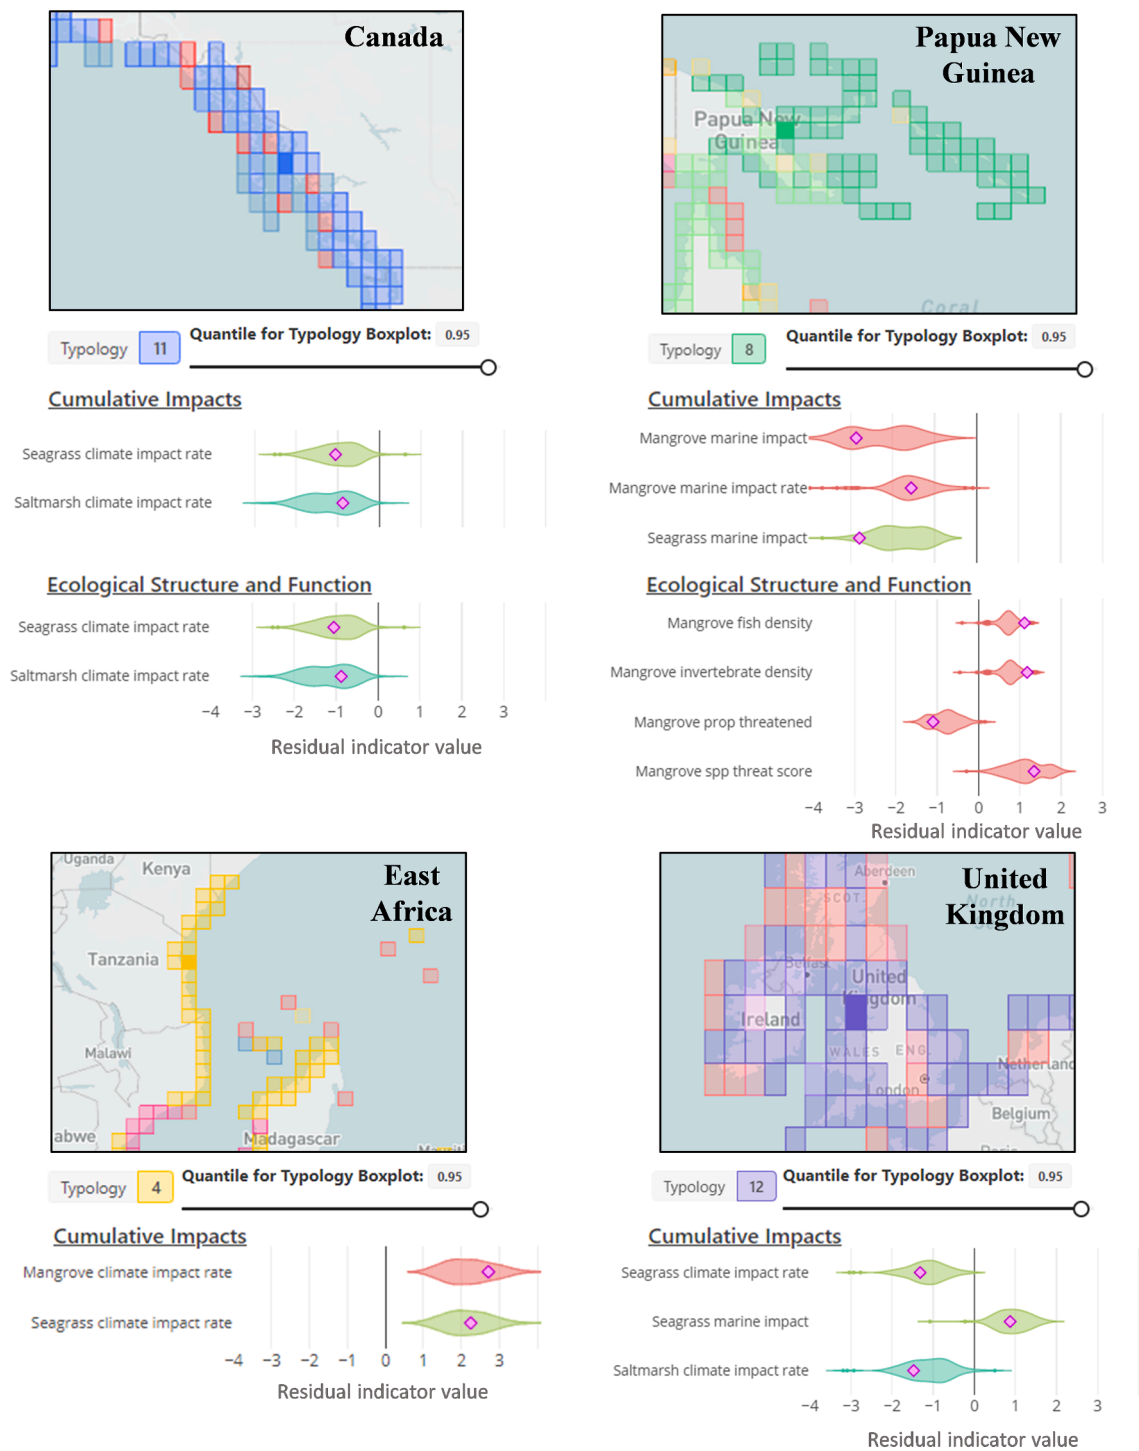 Canada
Typology 11 Quantile for Typology Boxplot: 0.95
Cumulative Impacts
Seagrass climate impact rate
Saltmarsh climate impact rate
Ecological Structure and Function
Seagrass climate impact rate
Saltmarsh climate impact rate
−4 −3 −2 −1 0 1 2 3
Residual indicator value
Papua New
Guinea
Papua New
Guinea
Coral
Typology 8 Quantile for Typology Boxplot: 0.95
Cumulative Impacts
Mangrove marine impact
Mangrove marine impact rate
Seagrass marine impact
Ecological Structure and Function
Mangrove fish density
Mangrove invertebrate density
Mangrove prop threatened
Mangrove spp threat score
−4 −3 −2 −1 0 1 2 3
Residual indicator value
East
Africa
Uganda
Kenya
Tanzania
Malawi
abwe
Madagascar
Typology 4 Quantile for Typology Boxplot: 0.95
Cumulative Impacts
Mangrove climate impact rate
Seagrass climate impact rate
−4 −3 −2 −1 0 1 2 3
Residual indicator value
United
Kingdom
Aberdeen
North
SCOT.
Belfast
United
Kingdom
Ireland
WALES ENG.
Netherland
London
Belgium
Typology 12 Quantile for Typology Boxplot: 0.95
Cumulative Impacts
Seagrass climate impact rate
Seagrass marine impact
Saltmarsh climate impact rate
−4 −3 −2 −1 0 1 2 3
Residual indicator value